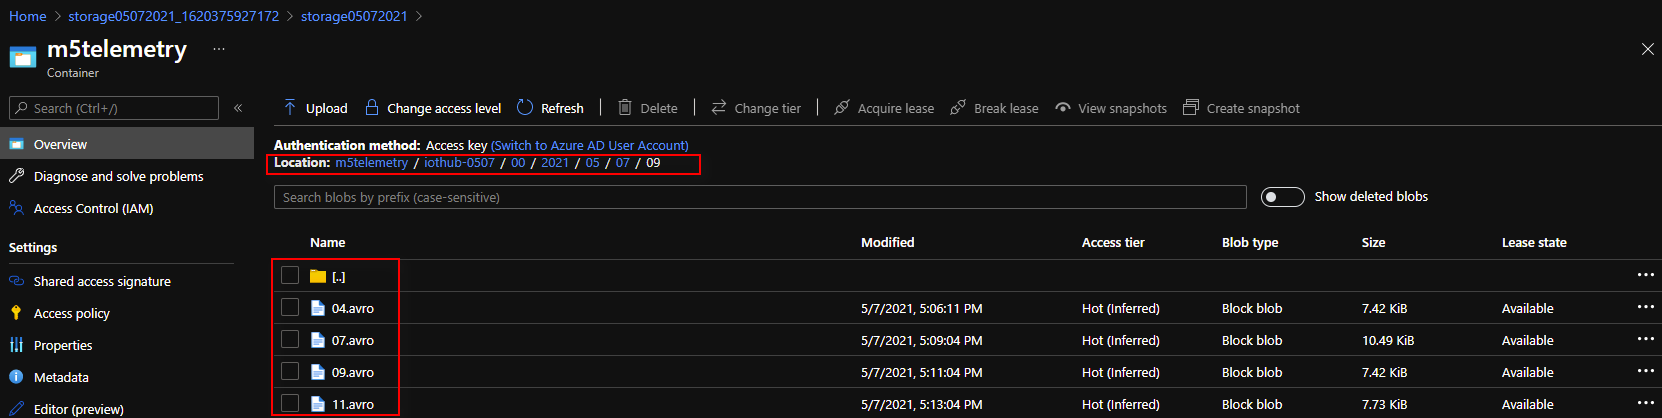 Home > storage05072021_1620375927172 > storage05072021 >
m5telemetry ...
Container
Search (Ctrl+/) «
Overview
Diagnose and solve problems
Access Control (IAM)
Settings
Shared access signature
Access policy
Properties
Metadata
Editor (preview)
Upload Change access level Refresh Delete Change tier Acquire lease Break lease View snapshots Create snapshot
Authentication method: Access key (Switch to Azure AD User Account)
Location: m5telemetry / iothub-0507 / 00 / 2021 / 05 / 07 / 09
Search blobs by prefix (case-sensitive) Show deleted blobs
Name Modified Access tier Blob type Size Lease state
[..] ...
04.avro 5/7/2021, 5:06:11 PM Hot (Inferred) Block blob 7.42 KiB Available ...
07.avro 5/7/2021, 5:09:04 PM Hot (Inferred) Block blob 10.49 KiB Available ...
09.avro 5/7/2021, 5:11:04 PM Hot (Inferred) Block blob 7.42 KiB Available ...
11.avro 5/7/2021, 5:13:04 PM Hot (Inferred) Block blob 7.73 KiB Available ...